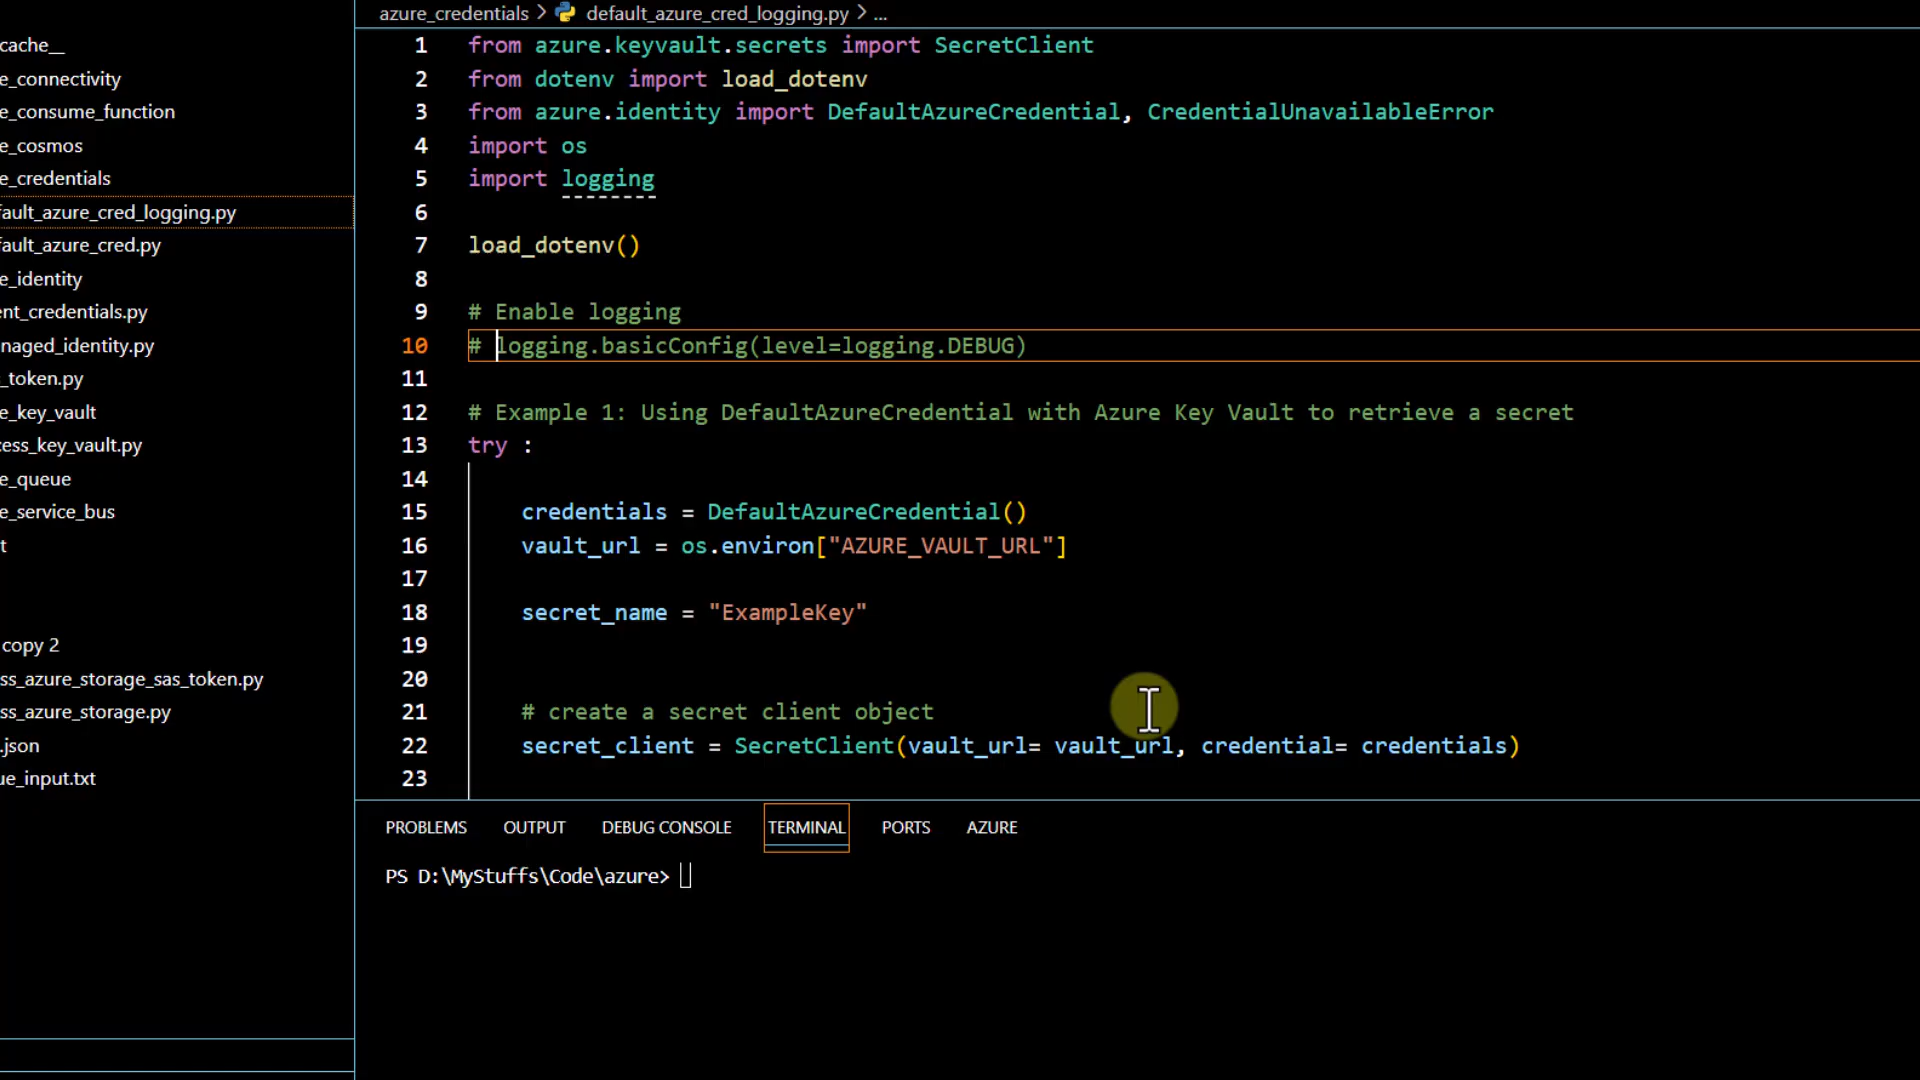 azure_credentials > default_azure_cred_logging.py > ...
cache__
e_connectivity
e_consume_function
e_cosmos
e_credentials
fault_azure_cred_logging.py
fault_azure_cred.py
e_identity
ent_credentials.py
naged_identity.py
_token.py
e_key_vault
cess_key_vault.py
e_queue
e_service_bus
t
copy 2
ss_azure_storage_sas_token.py
ss_azure_storage.py
.json
ue_input.txt
1 from azure.keyvault.secrets import SecretClient
2 from dotenv import load_dotenv
3 from azure.identity import DefaultAzureCredential, CredentialUnavailableError
4 import os
5 import logging
6
7 load_dotenv()
8
9 # Enable logging
10 # logging.basicConfig(level=logging.DEBUG)
11
12 # Example 1: Using DefaultAzureCredential with Azure Key Vault to retrieve a secret
13 try :
14
15 credentials = DefaultAzureCredential()
16 vault_url = os.environ["AZURE_VAULT_URL"]
17
18 secret_name = "ExampleKey"
19
20
21 # create a secret client object
22 secret_client = SecretClient(vault_url= vault_url, credential= credentials)
23
PROBLEMS OUTPUT DEBUG CONSOLE TERMINAL PORTS AZURE
PS D:\MyStuffs\Code\azure>